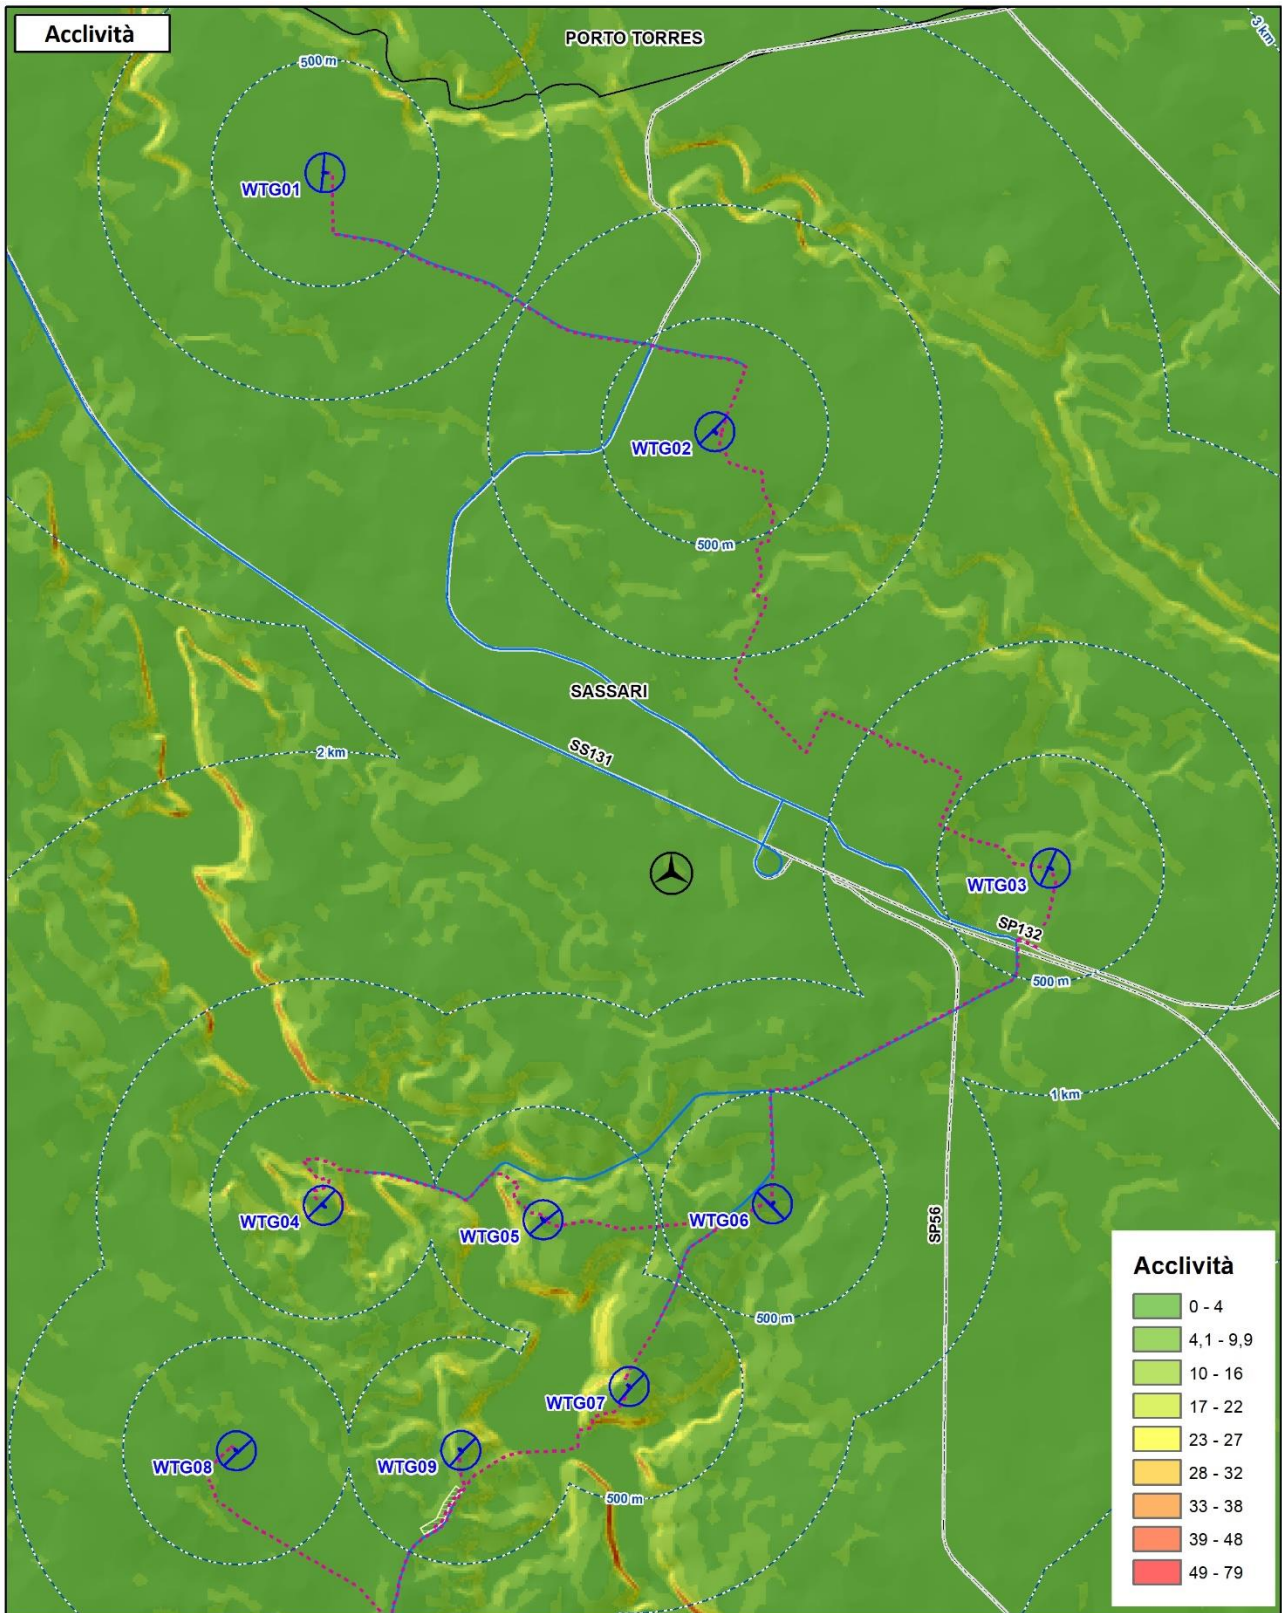 Acclività
PORTO TORRES
3 km
500 m
WTG01
WTG02
500 m
SASSARI
SS131
2 km
WTG03
SP132
500 m
1 km
WTG04
WTG05
WTG06
SP56
500 m
WTG07
WTG08
WTG09
500 m
Acclività
0 - 4
4,1 - 9,9
10 - 16
17 - 22
23 - 27
28 - 32
33 - 38
39 - 48
49 - 79